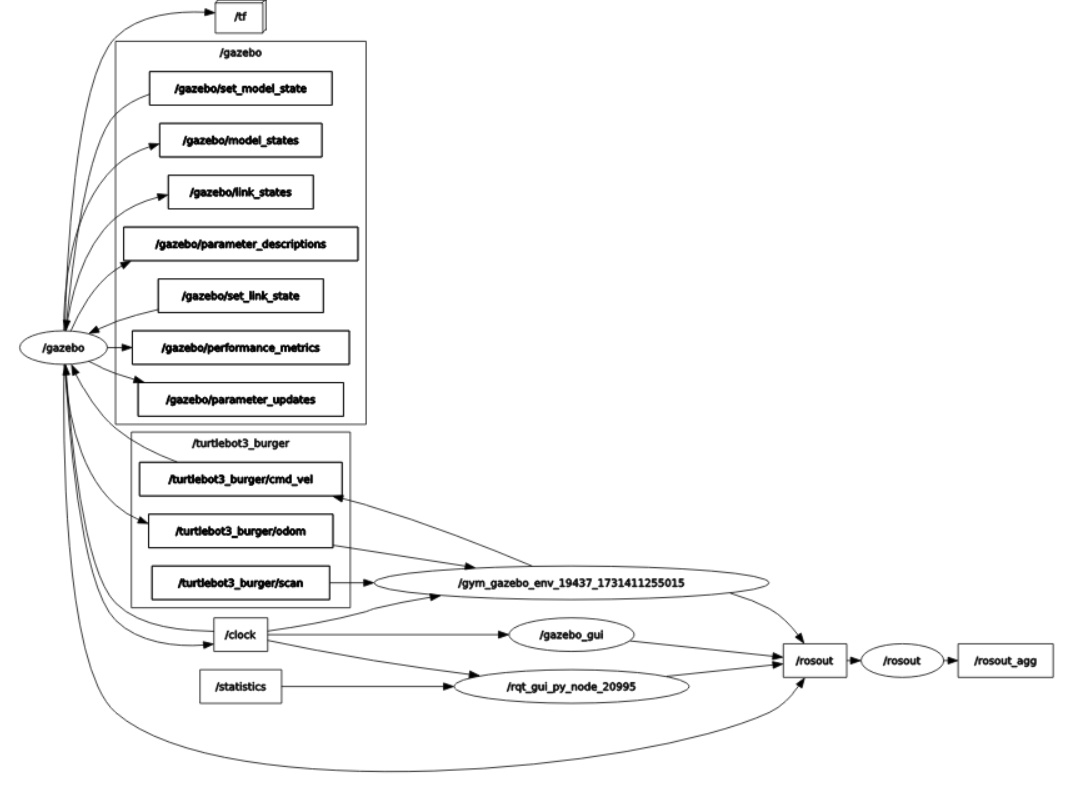 /tf
/gazebo
/gazebo/set_model_state
/gazebo/model_states
/gazebo/link_states
/gazebo/parameter_descriptions
/gazebo/set_link_state
/gazebo
/gazebo/performance_metrics
/gazebo/parameter_updates
/turtlebot3_burger
/turtlebot3_burger/cmd_vel
/turtlebot3_burger/odom
/turtlebot3_burger/scan
/gym_gazebo_env_19437_1731411255015
/clock
/gazebo_gui
/statistics
/rqt_gui_py_node_20995
/rosout
/rosout
/rosout_agg